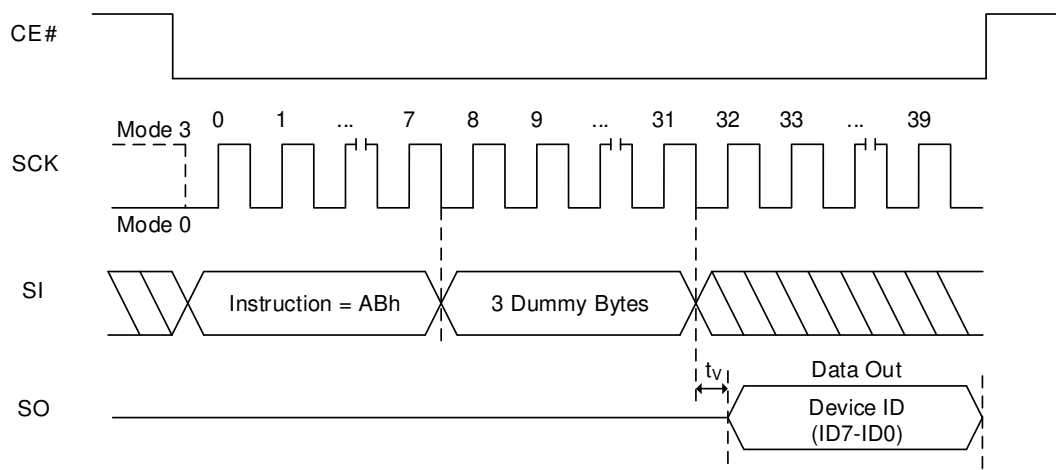 CE#
Mode 3 0 1 ... 7 8 9 ... 31 32 33 ... 39
SCK
Mode 0
SI
Instruction = ABh
3 Dummy Bytes
tV
Data Out
SO
Device ID
(ID7-ID0)